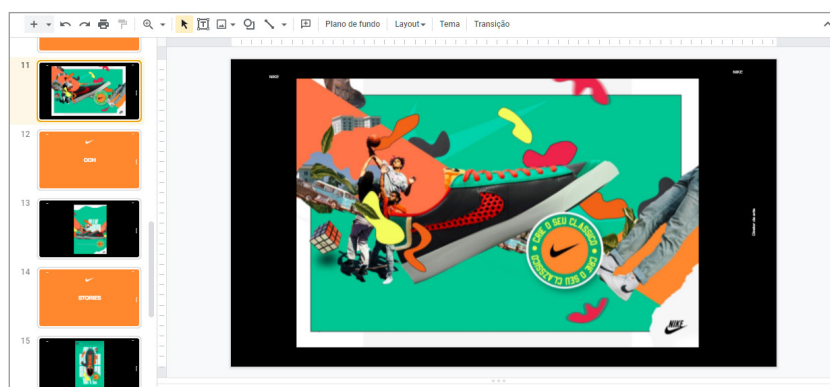 Plano de fundo Layout Tema Transição
11
12
OOH
13
14
STORIES
15
NIKE
NIKE
CRIE O SEU CLÁSSICO
CRIE O SEU CLÁSSICO
NIKE